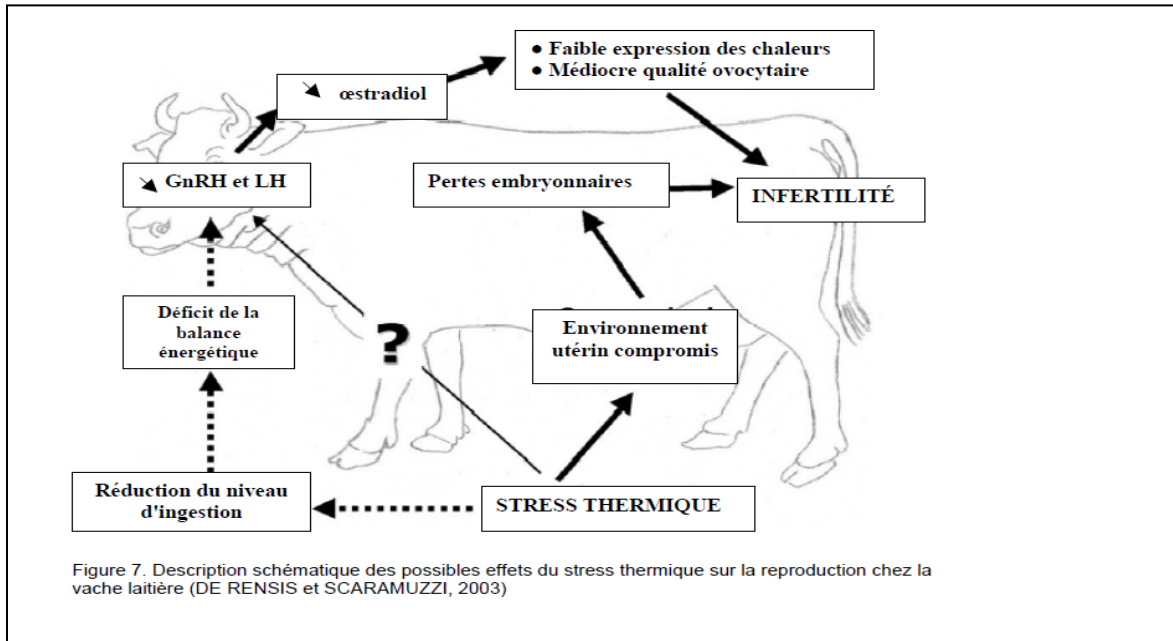 ● Faible expression des chaleurs
● Médiocre qualité ovocytaire
œstradiol
GnRH et LH
Pertes embryonnaires
INFERTILITÉ
Déficit de la
balance
énergétique
?
Environnement
utérin compromis
Réduction du niveau
d'ingestion
STRESS THERMIQUE
Figure 7. Description schématique des possibles effets du stress thermique sur la reproduction chez la
vache laitière (DE RENSIS et SCARAMUZZI, 2003)